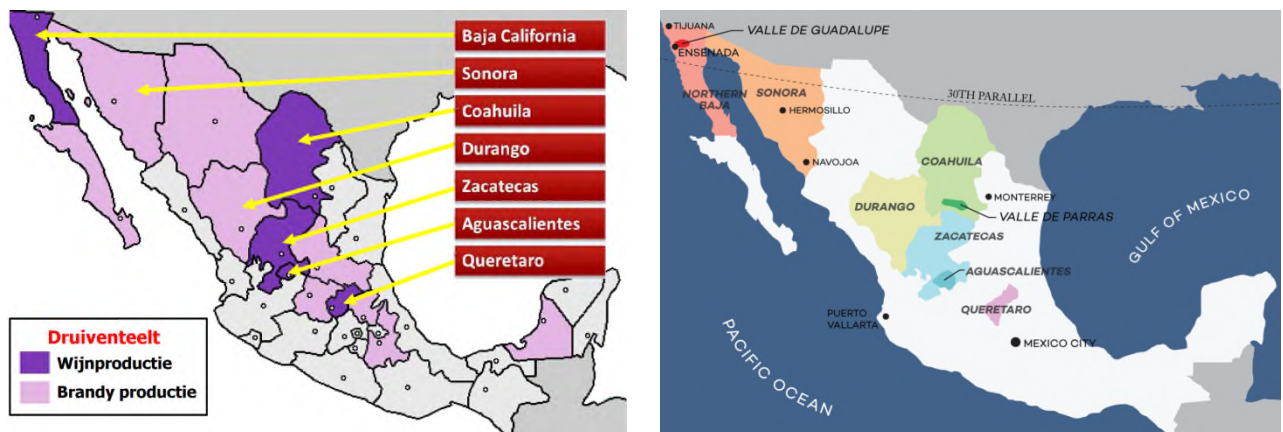 Baja California
Sonora
Coahuila
Durango
Zacatecas
Aguascalientes
Queretaro
Druiventeelt
Wijnproductie
Brandy productie
TIJUANA
VALLE DE GUADALUPE
ENSENADA
NORTHERN
BAJA
SONORA
HERMOSILLO
NAVOJOA
30TH PARALLEL
COAHUILA
MONTERREY
DURANGO
VALLE DE PARRAS
ZACATECAS
AGUASCALIENTES
QUERETARO
PUERTO
VALLARTA
MEXICO CITY
GULF OF MEXICO
PACIFIC OCEAN